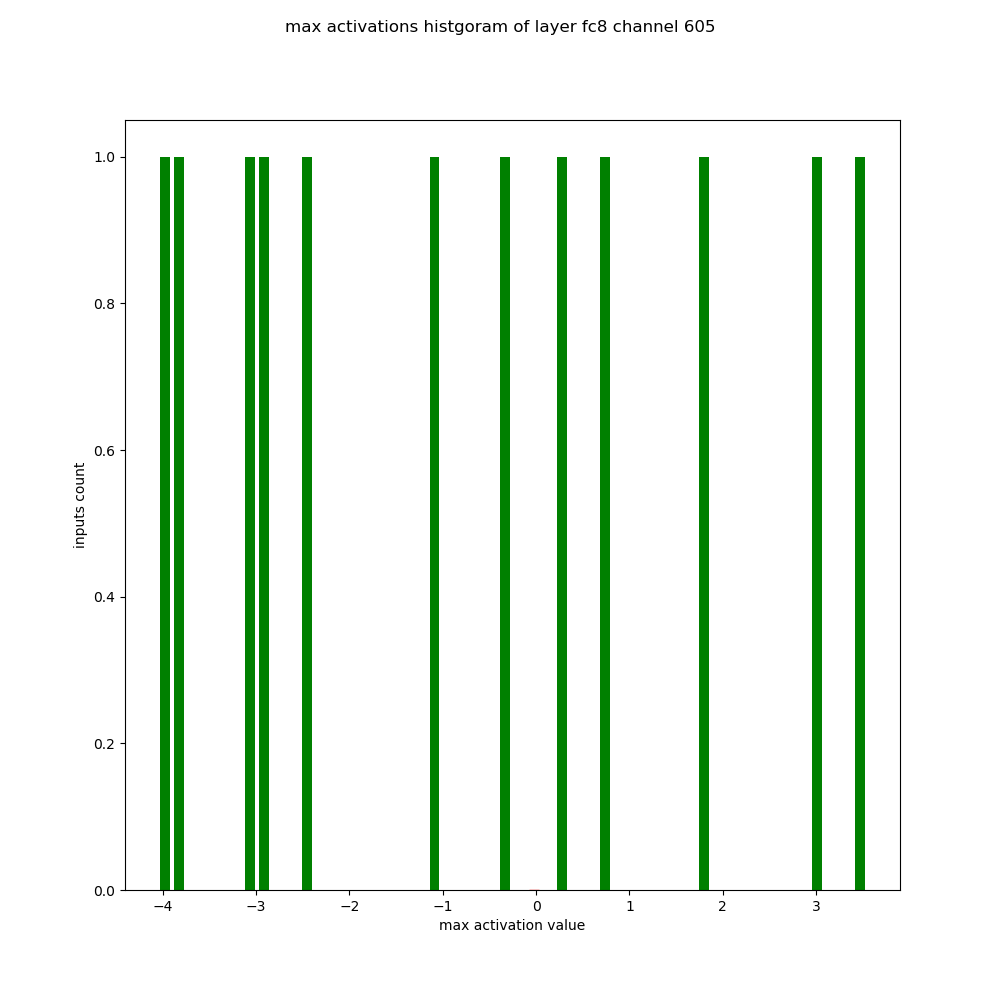 max activations histgoram of layer fc8 channel 605
1.0
0.8
0.6
0.4
0.2
0.0
inputs count
−4 −3 −2 −1 0 1 2 3
max activation value